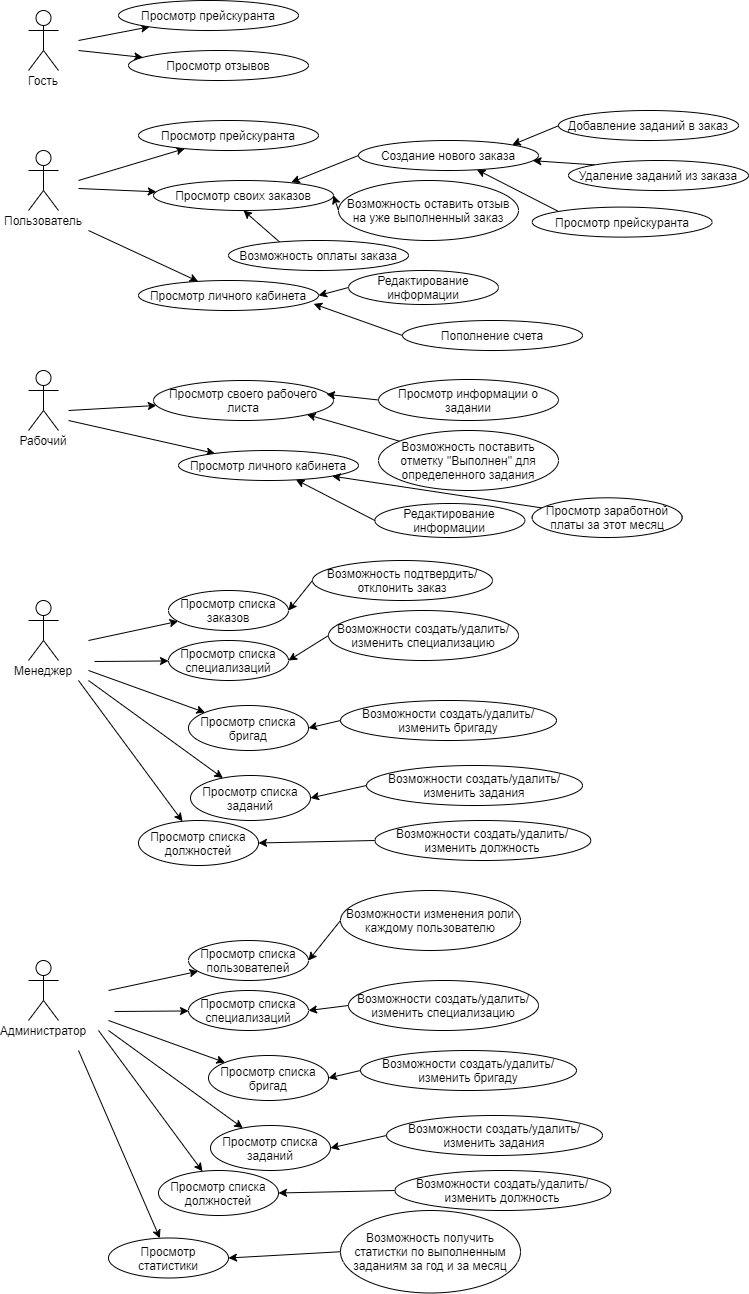 Просмотр прейскуранта
Просмотр отзывов
Гость
Просмотр прейскуранта
Добавление заданий в заказ
Создание нового заказа
Удаление заданий из заказа
Просмотр своих заказов
Возможность оставить отзыв
на уже выполненный заказ
Просмотр прейскуранта
Пользователь
Возможность оплаты заказа
Просмотр личного кабинета
Редактирование
информации
Пополнение счета
Просмотр своего рабочего
листа
Просмотр информации о
задании
Рабочий
Возможность поставить
отметку "Выполнен" для
определенного задания
Просмотр личного кабинета
Редактирование
информации
Просмотр заработной
платы за этот месяц
Возможность подтвердить/
отклонить заказ
Просмотр списка
заказов
Возможности создать/удалить/
изменить специализацию
Просмотр списка
специализаций
Менеджер
Возможности создать/удалить/
изменить бригаду
Просмотр списка
бригад
Возможности создать/удалить/
изменить задания
Просмотр списка
заданий
Возможности создать/удалить/
изменить должность
Просмотр списка
должностей
Возможности изменения роли
каждому пользователю
Просмотр списка
пользователей
Возможности создать/удалить/
изменить специализацию
Просмотр списка
специализаций
Администратор
Возможности создать/удалить/
изменить бригаду
Просмотр списка
бригад
Возможности создать/удалить/
изменить задания
Просмотр списка
заданий
Возможности создать/удалить/
изменить должность
Просмотр списка
должностей
Возможность получить
статистки по выполненным
заданиям за год и за месяц
Просмотр
статистики